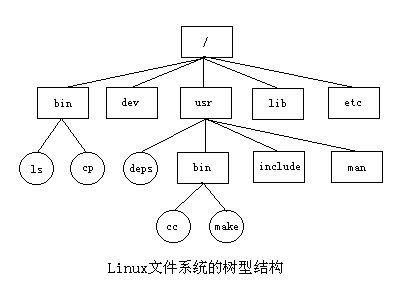 /
bin dev usr lib etc
ls cp deps bin include man
cc make
Linux文件系统的树型结构